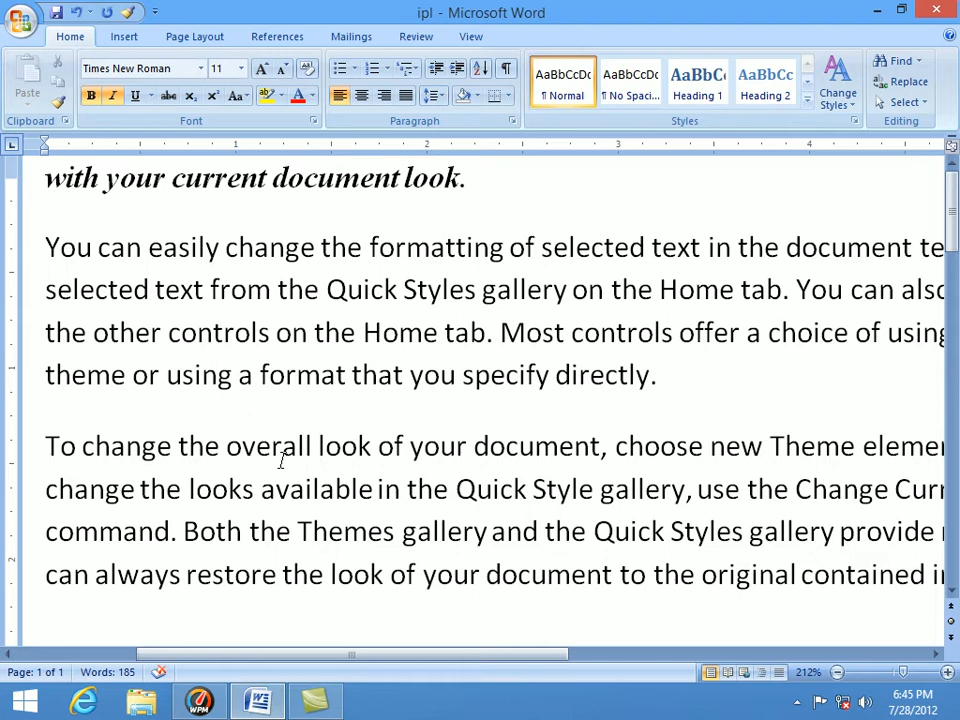 ipl - Microsoft Word
Home Insert Page Layout References Mailings Review View
Paste
Clipboard
Times New Roman 11
B I U abc X₂ X² Aa
Font
Paragraph
AaBbCcDc AaBbCcDc AaBbC AaBbCc
¶ Normal ¶ No Spaci... Heading 1 Heading 2
Change Styles
Styles
Find
Replace
Select
Editing
1 2 3 4
with your current document look.
You can easily change the formatting of selected text in the document te
selected text from the Quick Styles gallery on the Home tab. You can also
the other controls on the Home tab. Most controls offer a choice of using
theme or using a format that you specify directly.
To change the overall look of your document, choose new Theme elemen
change the looks available in the Quick Style gallery, use the Change Curr
command. Both the Themes gallery and the Quick Styles gallery provide
can always restore the look of your document to the original contained in
Page: 1 of 1 Words: 185 212%
6:45 PM
7/28/2012